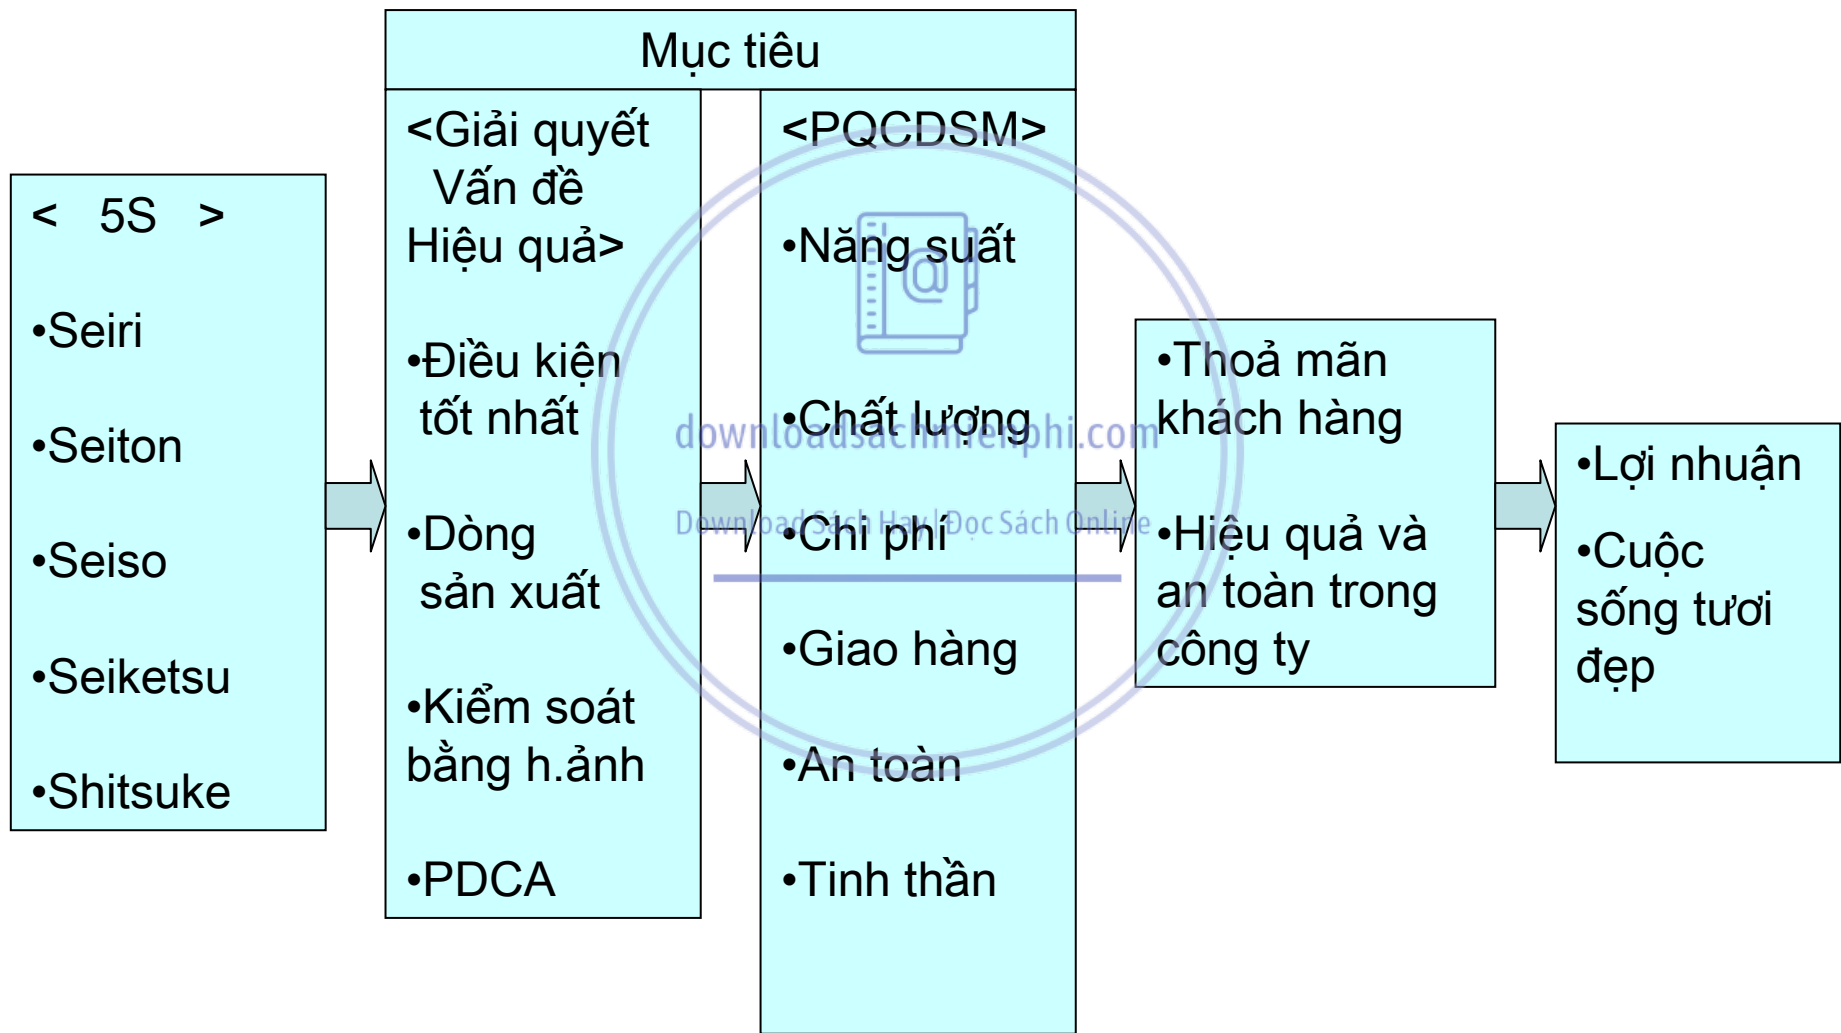 Mục tiêu
< 5S >
•Seiri
•Seiton
•Seiso
•Seiketsu
•Shitsuke
<Giải quyết
Vấn đề
Hiệu quả>
•Điều kiện
tốt nhất
•Dòng
sản xuất
•Kiểm soát
bằng h.ảnh
•PDCA
<PQCDSM>
•Năng suất
•Chất lượng
•Chi phí
•Giao hàng
•An toàn
•Tinh thần
•Thoả mãn
khách hàng
•Hiệu quả và
an toàn trong
công ty
•Lợi nhuận
•Cuộc
sống tươi
đẹp
@
downloadsachmienphi.com
Download Sách Hay | Đọc Sách Online